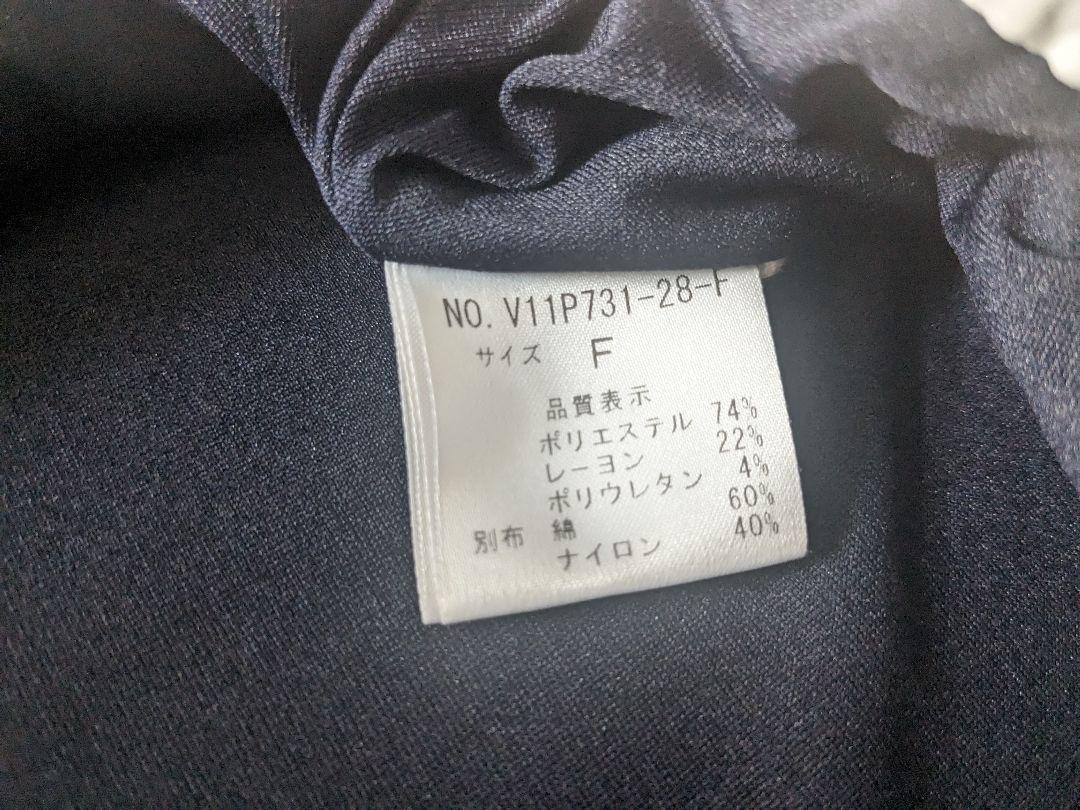 NO. V11P731-28-F
サイズ F
品質表示
ポリエステル 74%
レーヨン 22%
ポリウレタン 4%
別布 綿 60%
ナイロン 40%